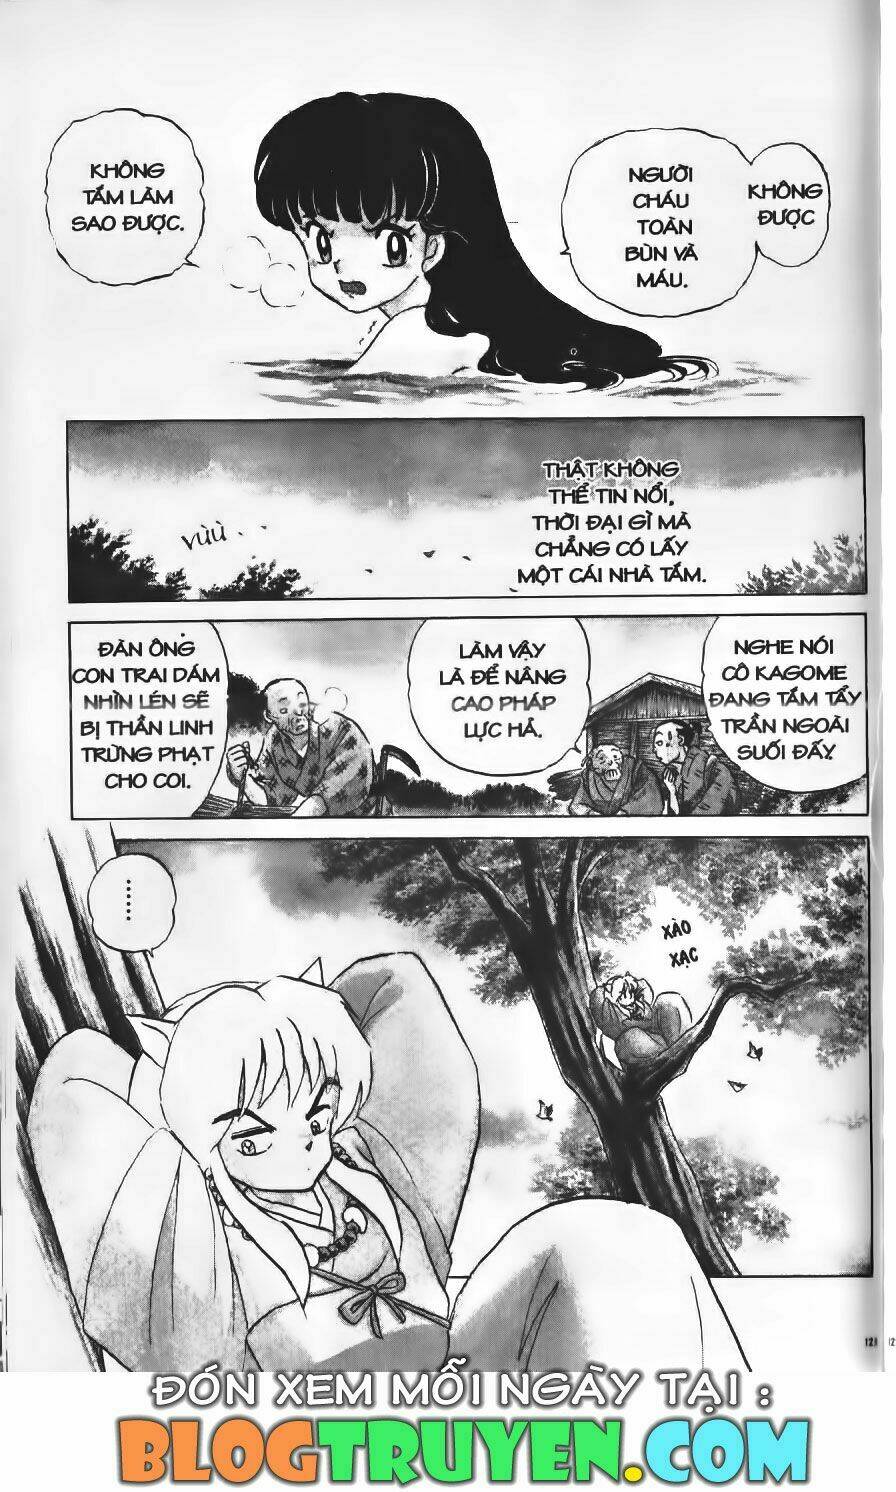 KHÔNG
ĐƯỢC
NGƯỜI
CHÁU
TOÀN
BÙN VÀ
MÁU.
KHÔNG
TẮM LÀM
SAO ĐƯỢC.
THẬT KHÔNG
THỂ TIN NỔI,
THỜI ĐẠI GÌ MÀ
CHẲNG CÓ LẤY
MỘT CÁI NHÀ TẮM.
VÙÙ...
NGHE NÓI
CÔ KAGOME
ĐANG TẮM TẨY
TRẦN NGOÀI
SUỐI ĐẤY.
LÀM VẬY
LÀ ĐỂ NÂNG
CAO PHÁP
LỰC HẢ.
ĐÀN ÔNG
CON TRAI DÁM
NHÌN LÉN SẼ
BỊ THẦN LINH
TRỪNG PHẠT
CHO COI.
XÀO
XẠC
......
121
12
ĐÓN XEM MỖI NGÀY TẠI :
BLOGTRUYEN.COM